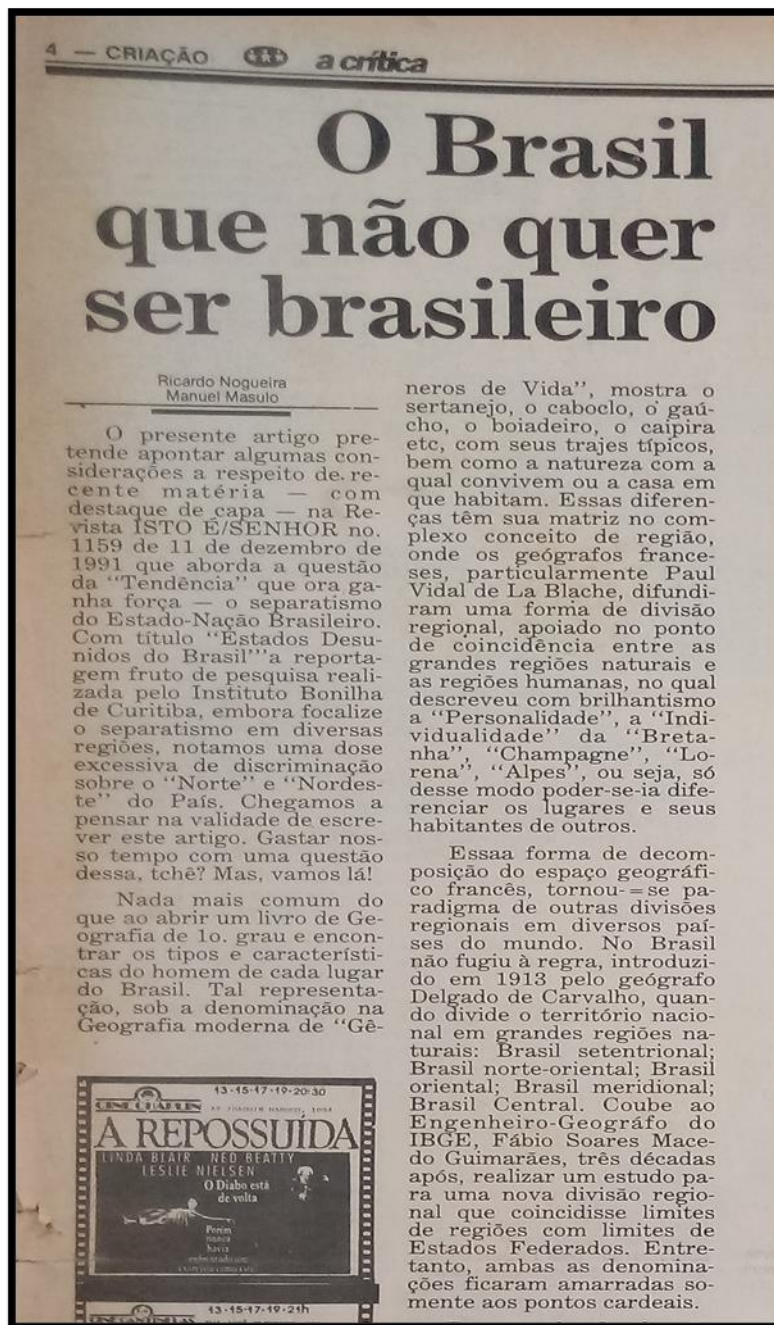 4 — CRIAÇÃO a crítica
O Brasil
que não quer
ser brasileiro
Ricardo Nogueira
Manuel Masulo
O presente artigo pre-
tende apontar algumas con-
siderações a respeito de. re-
cente matéria — com
destaque de capa — na Re-
vista ISTO É/SENHOR no.
1159 de 11 de dezembro de
1991 que aborda a questão
da “Tendência” que ora ga-
nha força — o separatismo
do Estado-Nação Brasileiro.
Com título “Estados Desu-
nidos do Brasil”’a reporta-
gem fruto de pesquisa reali-
zada pelo Instituto Bonilha
de Curitiba, embora focalize
o separatismo em diversas
regiões, notamos uma dose
excessiva de discriminação
sobre o “Norte” e “Nordes-
te” do País. Chegamos a
pensar na validade de escre-
ver este artigo. Gastar nos-
so tempo com uma questão
dessa, tchê? Mas, vamos lá!
Nada mais comum do
que ao abrir um livro de Ge-
ografia de 1o. grau e encon-
trar os tipos e característi-
cas do homem de cada lugar
do Brasil. Tal representa-
ção, sob a denominação na
Geografia moderna de “Gê-
neros de Vida”, mostra o
sertanejo, o caboclo, o gaú-
cho, o boiadeiro, o caipira
etc, com seus trajes típicos,
bem como a natureza com a
qual convivem ou a casa em
que habitam. Essas diferen-
ças têm sua matriz no com-
plexo conceito de região,
onde os geógrafos france-
ses, particularmente Paul
Vidal de La Blache, difundi-
ram uma forma de divisão
regional, apoiado no ponto
de coincidência entre as
grandes regiões naturais e
as regiões humanas, no qual
descreveu com brilhantismo
a “Personalidade”, a “Indi-
vidualidade” da “Breta-
nha”, “Champagne”, “Lo-
rena”, “Alpes”, ou seja, só
desse modo poder-se-ia dife-
renciar os lugares e seus
habitantes de outros.
Essaa forma de decom-
posição do espaço geográfi-
co francês, tornou-=se pa-
radigma de outras divisões
regionais em diversos paí-
ses do mundo. No Brasil
não fugiu à regra, introduzi-
do em 1913 pelo geógrafo
Delgado de Carvalho, quan-
do divide o território nacio-
nal em grandes regiões na-
turais: Brasil setentrional;
Brasil norte-oriental; Brasil
oriental; Brasil meridional;
Brasil Central. Coube ao
Engenheiro-Geográfo do
IBGE, Fábio Soares Mace-
do Guimarães, três décadas
após, realizar um estudo pa-
ra uma nova divisão regio-
nal que coincidisse limites
de regiões com limites de
Estados Federados. Entre-
tanto, ambas as denomina-
ções ficaram amarradas so-
mente aos pontos cardeais.
13-15-17-19-20:30
CINE CHAPLIN
A REPOSSUÍDA
LINDA BLAIR NED BEATTY
LESLIE NIELSEN
O Diabo está
de volta
Porém
nunca
havia
13-15-17-19-21h